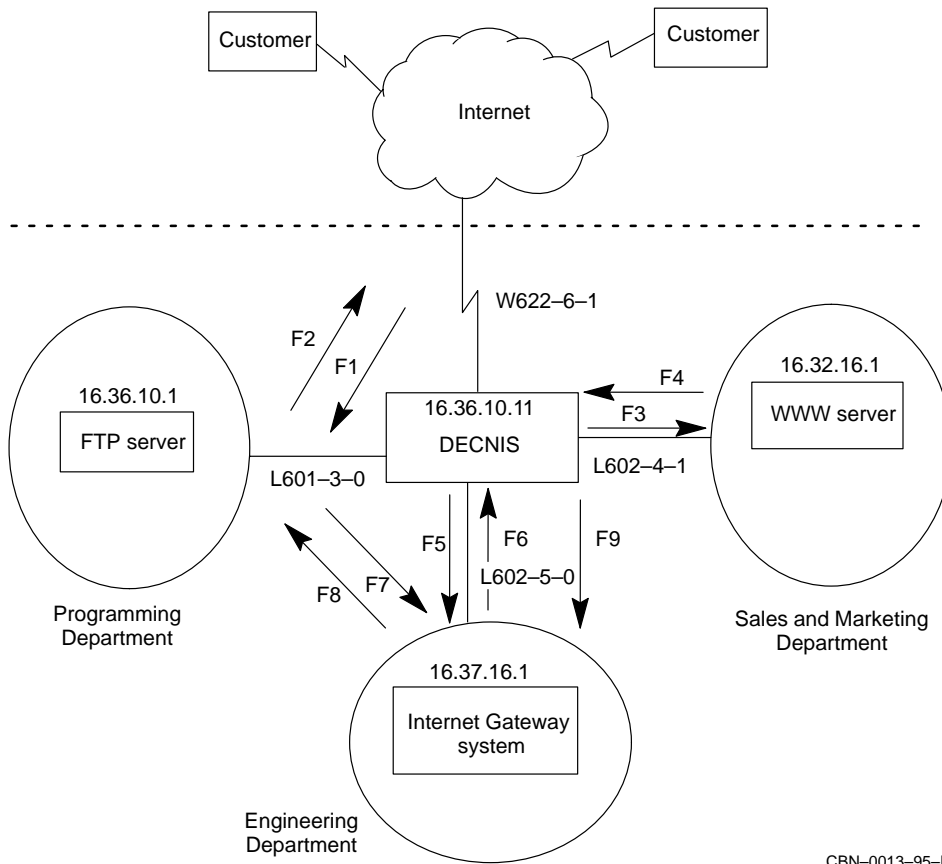 Customer
Customer
Internet
W622–6–1
F2
F1
16.36.10.1
FTP server
16.36.10.11
DECNIS
F4
F3
16.32.16.1
WWW server
L601–3–0
L602–4–1
F5
F6
F9
L602–5–0
F8
F7
Programming
Department
Sales and Marketing
Department
16.37.16.1
Internet Gateway
system
Engineering
Department